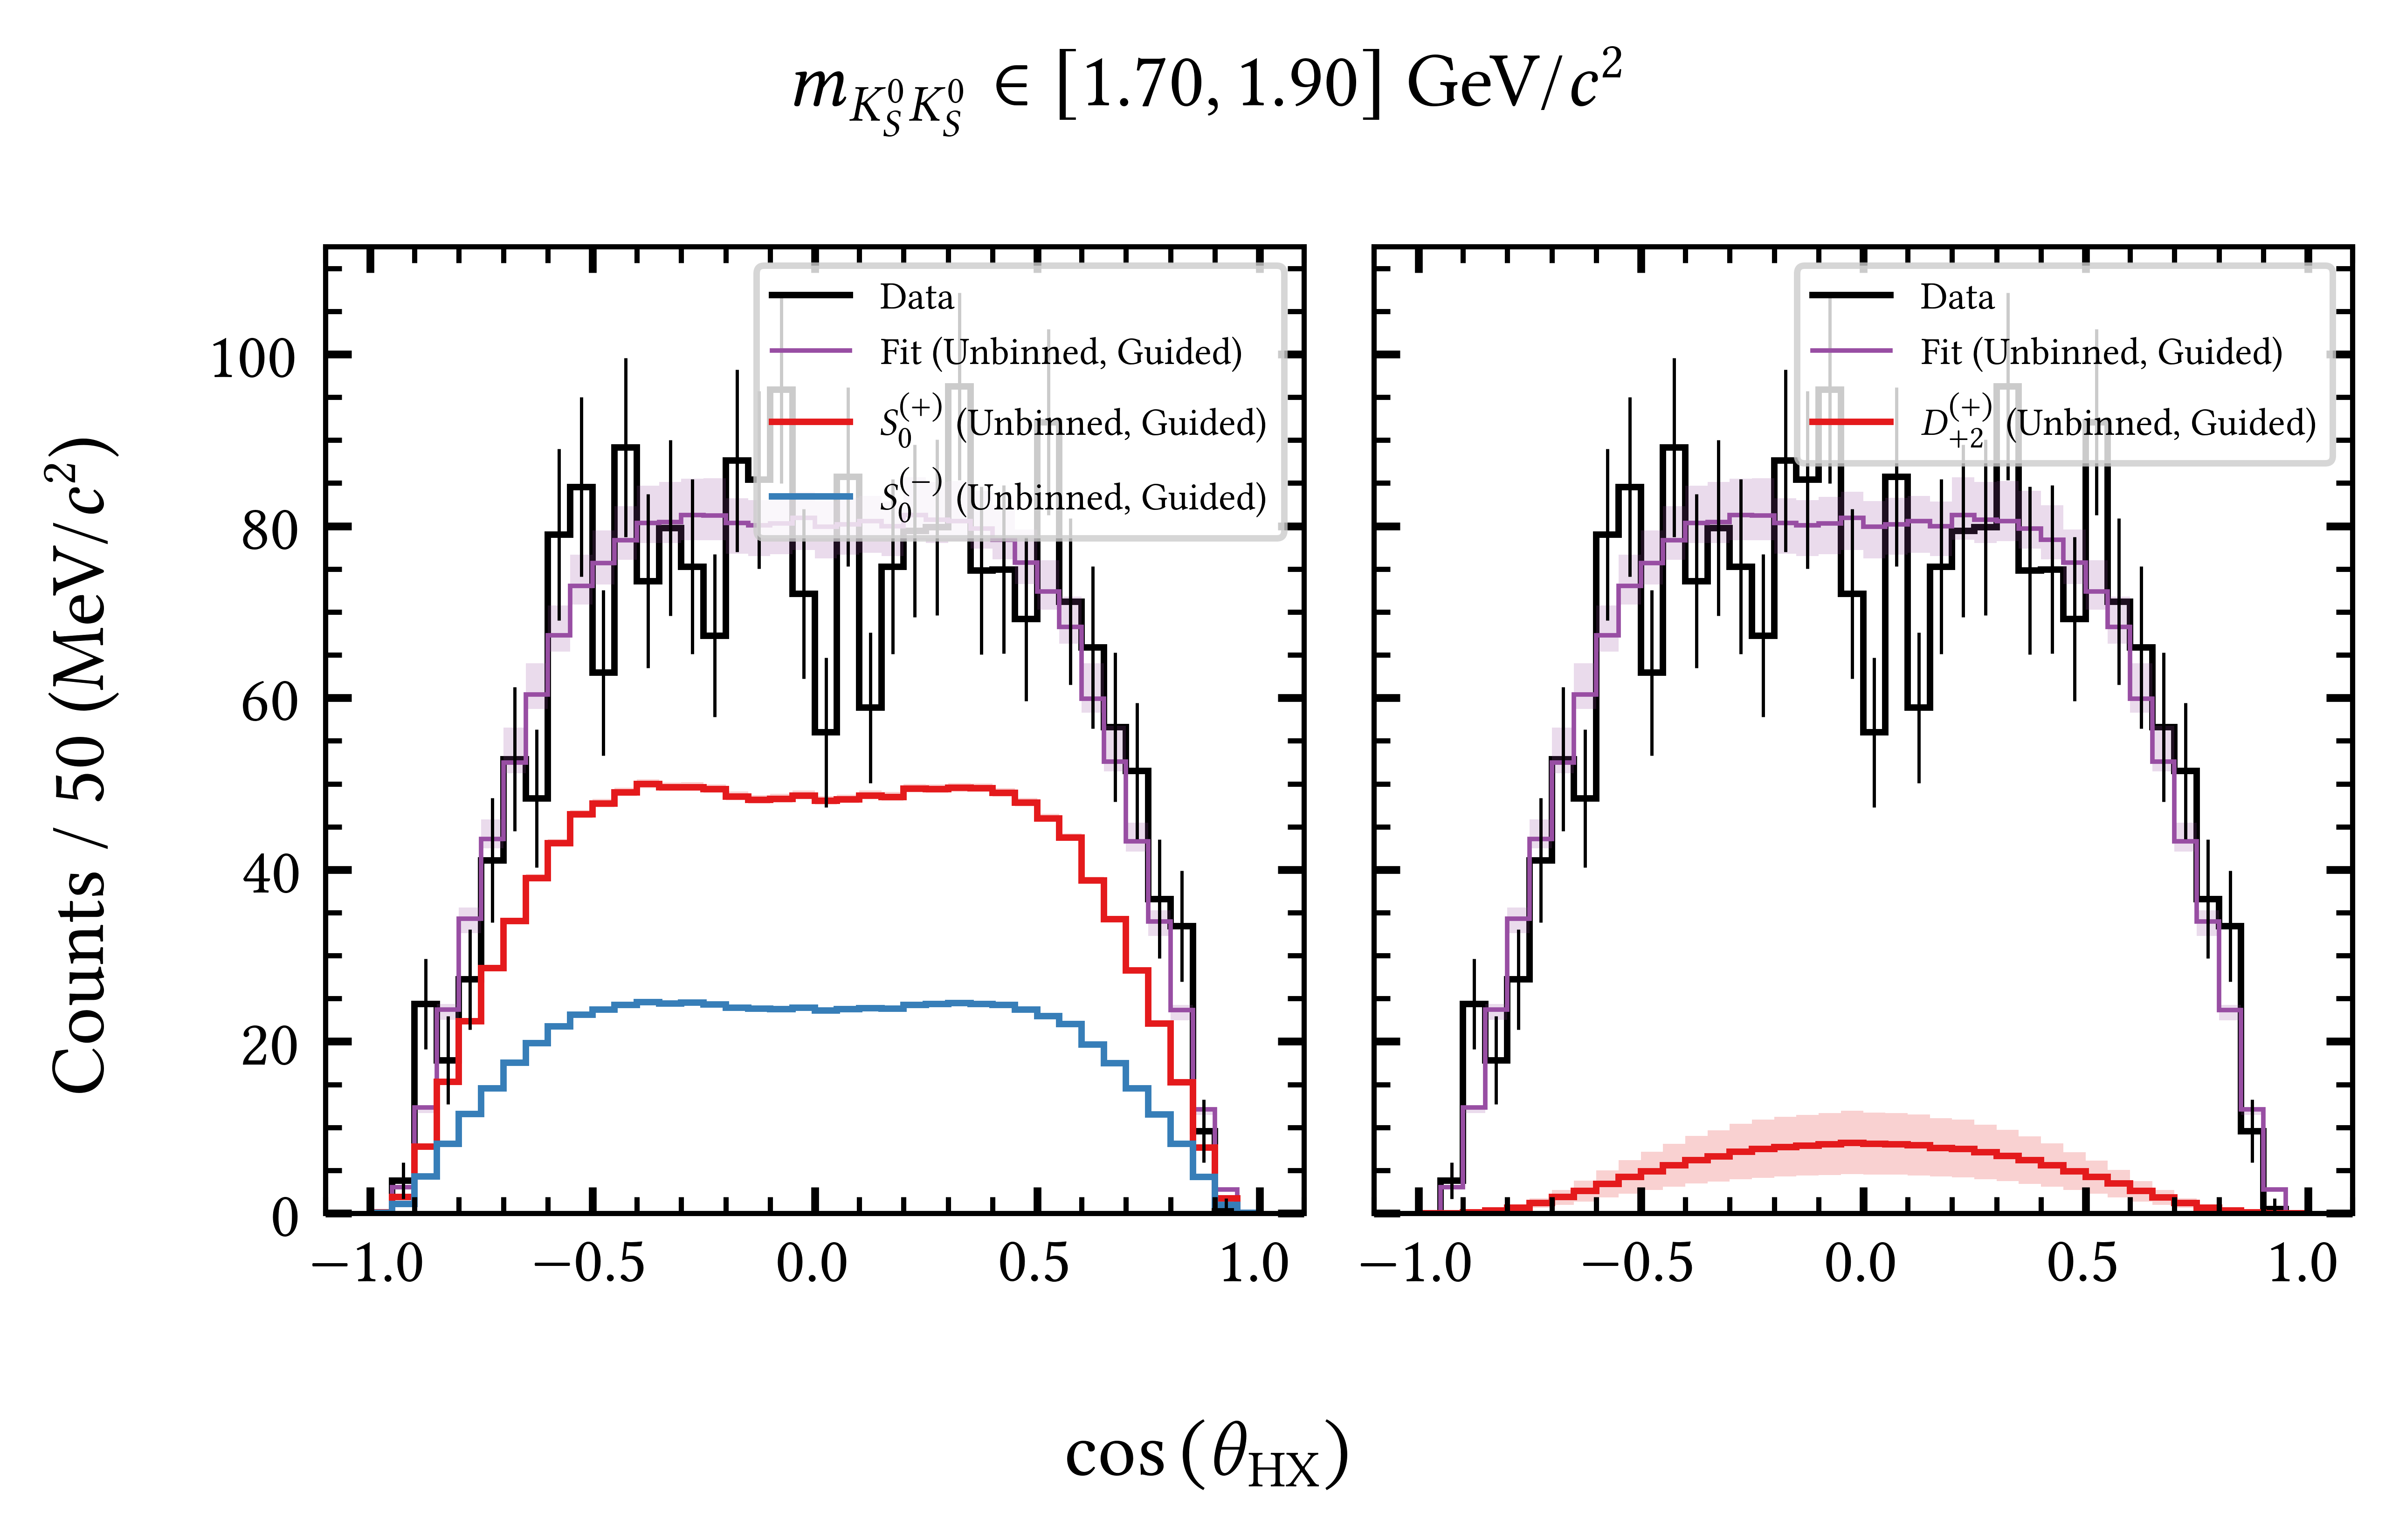 m_{K_S^0 K_S^0} ∈ [1.70, 1.90] GeV/c²
Counts / 50 (MeV/c²)
100
80
60
40
20
0
Data
Fit (Unbinned, Guided)
S_0^{(+)} (Unbinned, Guided)
S_0^{(−)} (Unbinned, Guided)
−1.0 −0.5 0.0 0.5 1.0
Data
Fit (Unbinned, Guided)
D_{+2}^{(+)} (Unbinned, Guided)
−1.0 −0.5 0.0 0.5 1.0
cos (θ_{HX})